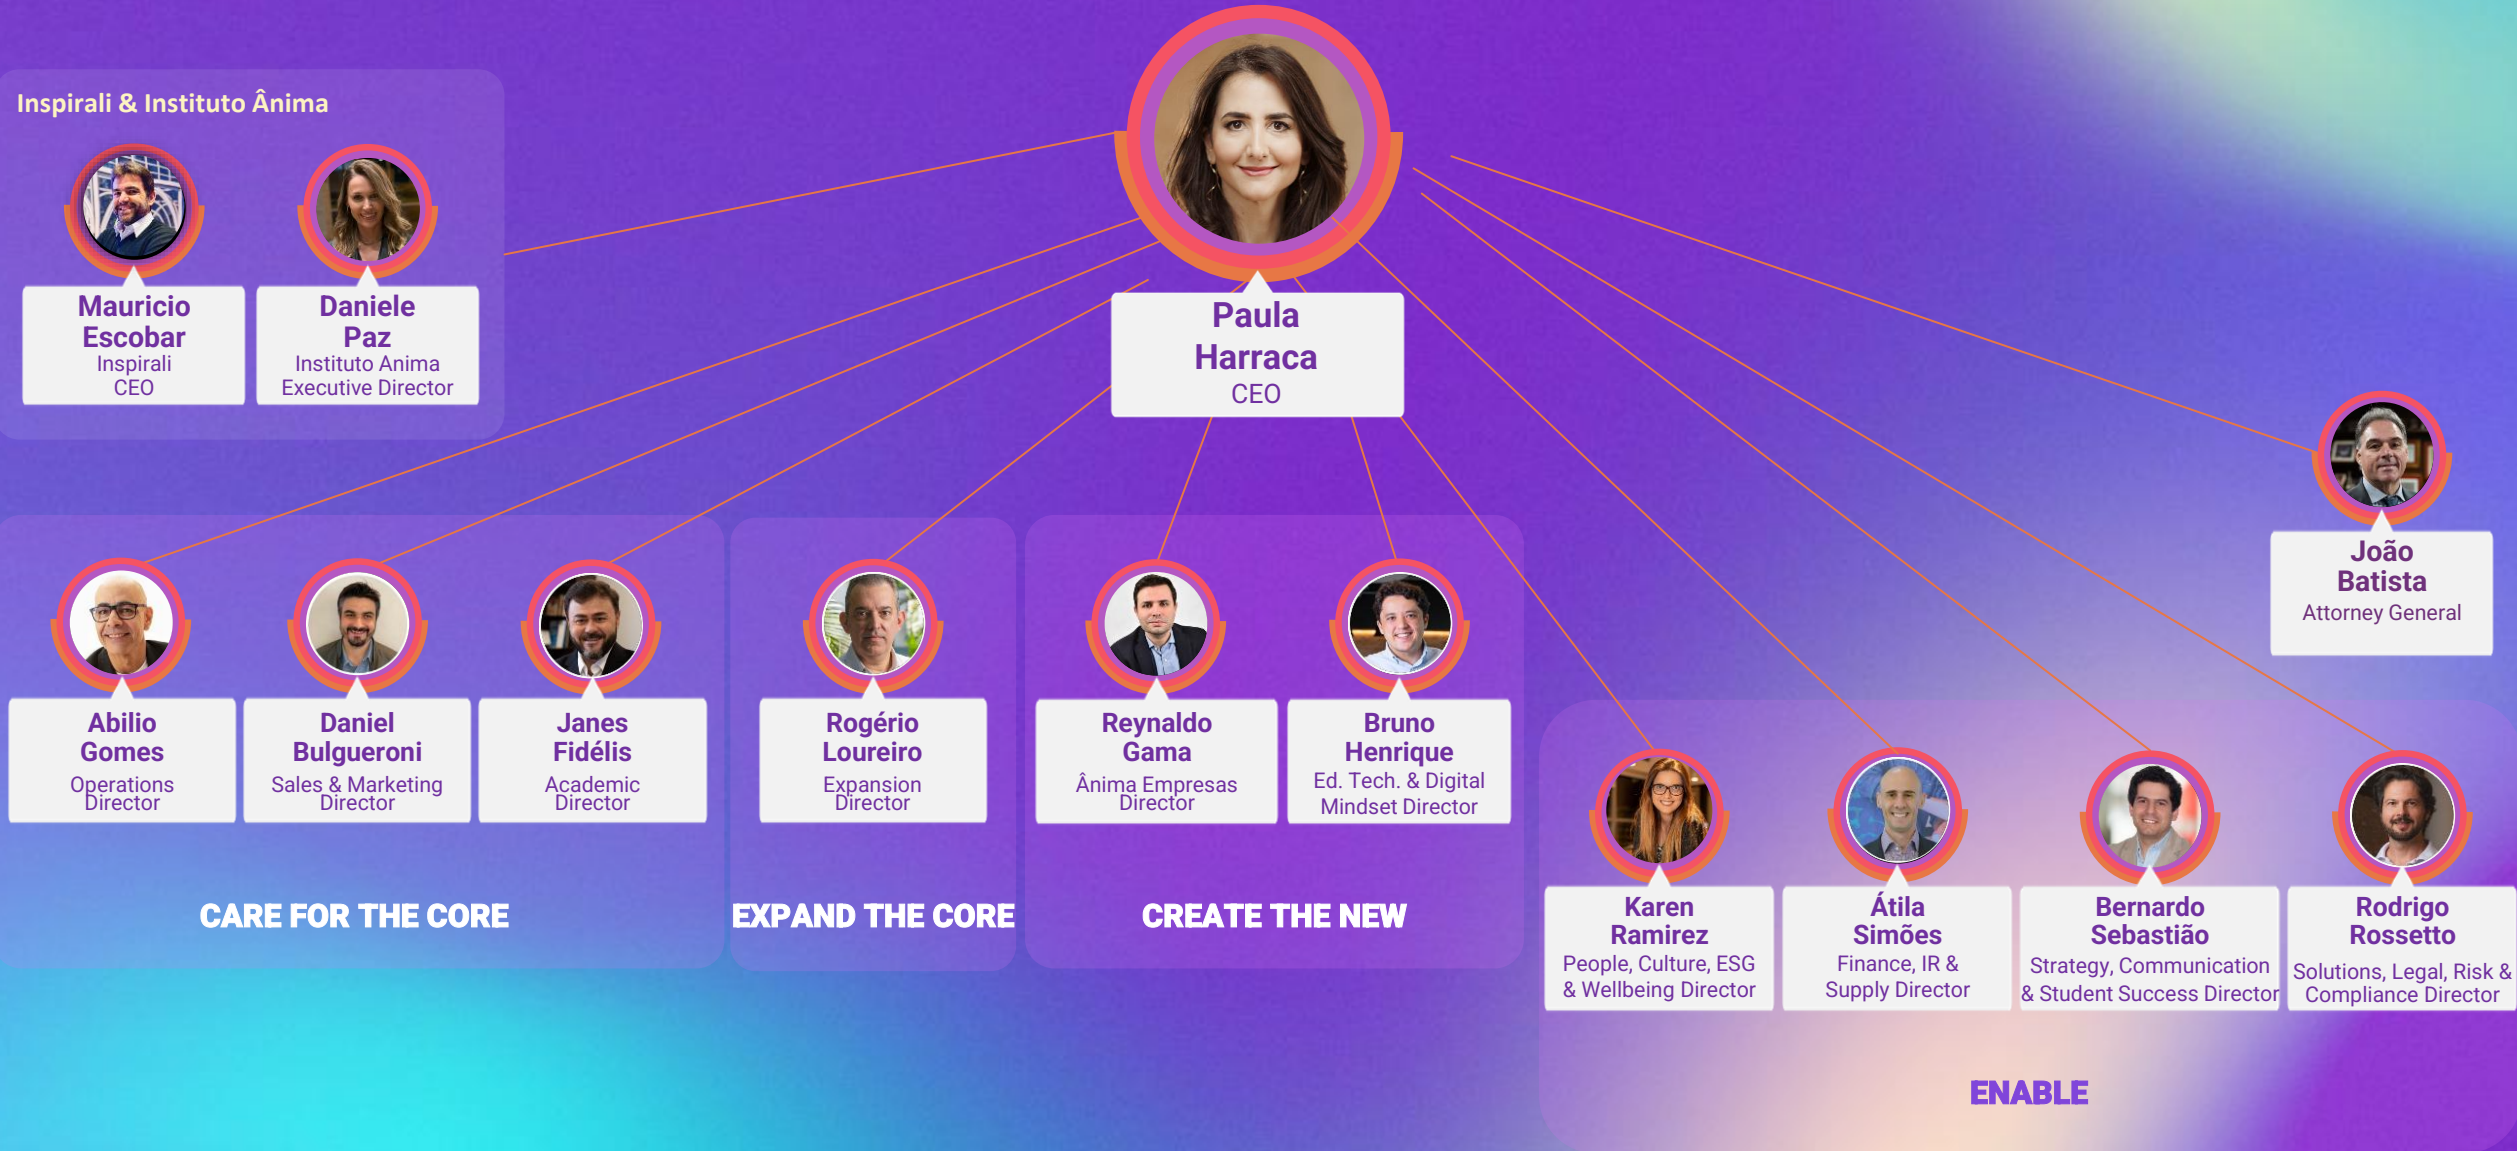 Inspirali & Instituto Ânima
Mauricio
Escobar
Inspirali
CEO
Daniele
Paz
Instituto Anima
Executive Director
Paula
Harraca
CEO
João
Batista
Attorney General
Abilio
Gomes
Operations
Director
Daniel
Bulgueroni
Sales & Marketing
Director
Janes
Fidélis
Academic
Director
CARE FOR THE CORE
Rogério
Loureiro
Expansion
Director
EXPAND THE CORE
Reynaldo
Gama
Ânima Empresas
Director
Bruno
Henrique
Ed. Tech. & Digital
Mindset Director
CREATE THE NEW
Karen
Ramirez
People, Culture, ESG
& Wellbeing Director
Átila
Simões
Finance, IR &
Supply Director
Bernardo
Sebastião
Strategy, Communication
& Student Success Director
Rodrigo
Rossetto
Solutions, Legal, Risk &
Compliance Director
ENABLE